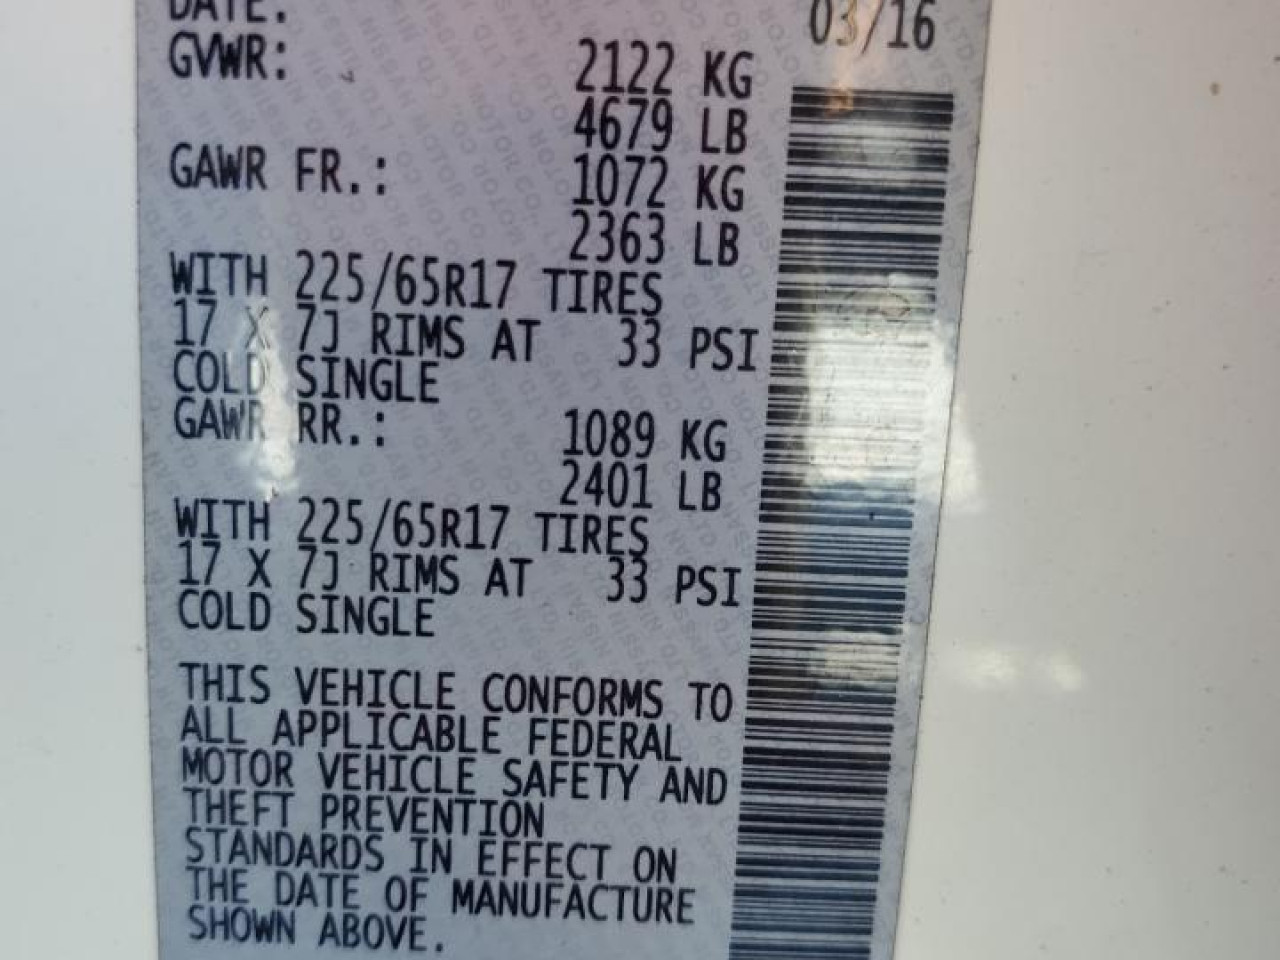 DATE: 03/16
GVWR: 2122 KG
4679 LB
GAWR FR.: 1072 KG
2363 LB
WITH 225/65R17 TIRES
17 X 7J RIMS AT 33 PSI
COLD SINGLE
GAWR RR.: 1089 KG
2401 LB
WITH 225/65R17 TIRES
17 X 7J RIMS AT 33 PSI
COLD SINGLE
THIS VEHICLE CONFORMS TO
ALL APPLICABLE FEDERAL
MOTOR VEHICLE SAFETY AND
THEFT PREVENTION
STANDARDS IN EFFECT ON
THE DATE OF MANUFACTURE
SHOWN ABOVE.